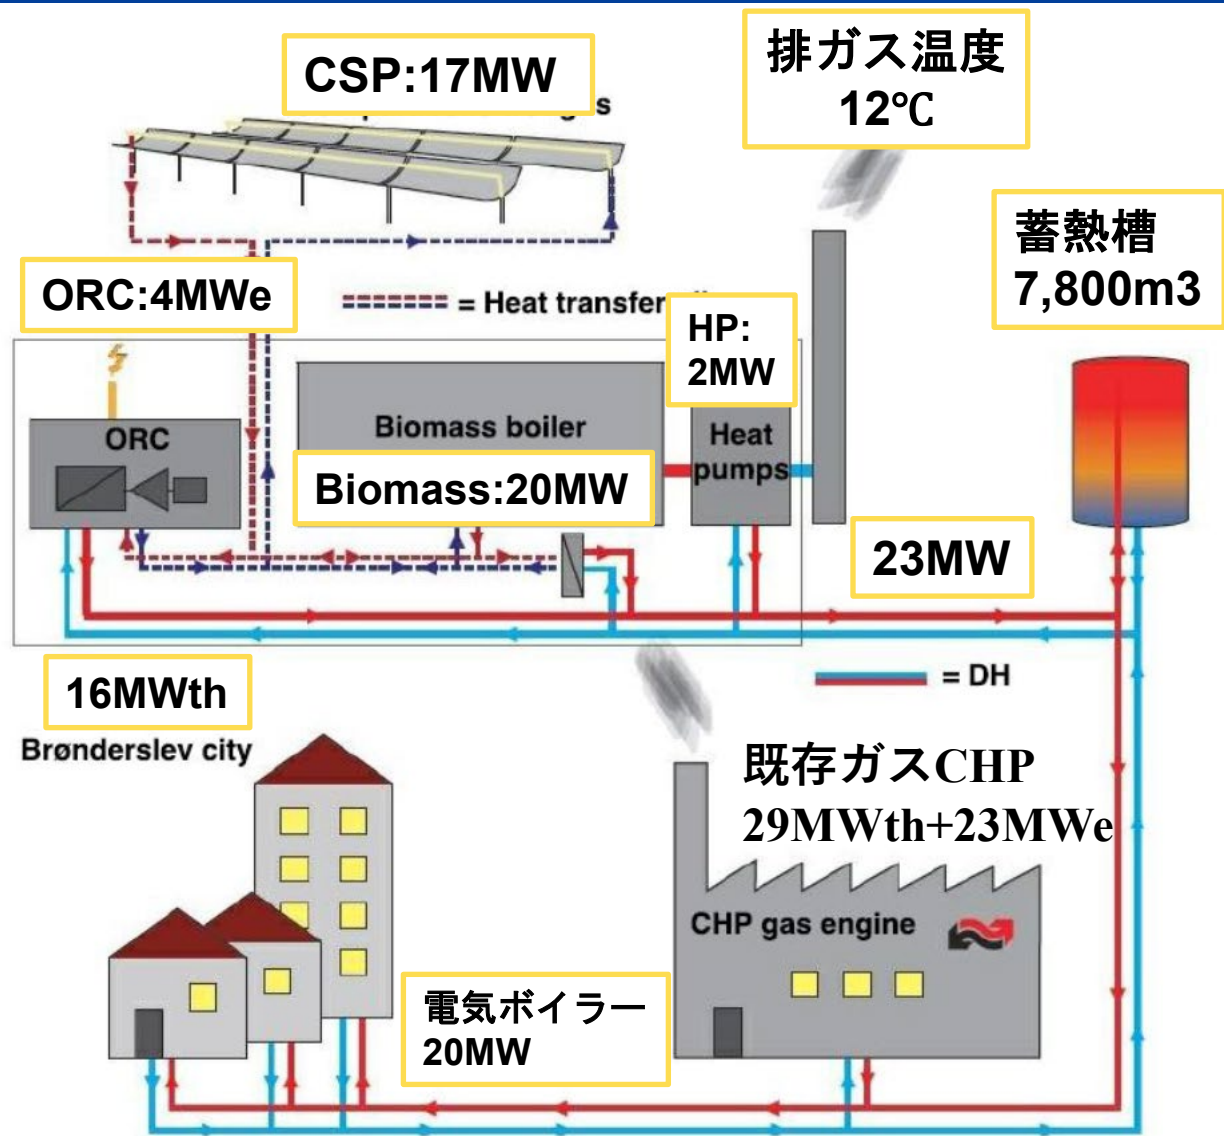 CSP:17MW
排ガス温度
12℃
蓄熱槽
7,800m3
ORC:4MWe
= Heat transfer
HP:
2MW
ORC
Biomass boiler
Heat
pumps
Biomass:20MW
23MW
16MWth
= DH
Brønderslev city
既存ガスCHP
29MWth+23MWe
CHP gas engine
電気ボイラー
20MW